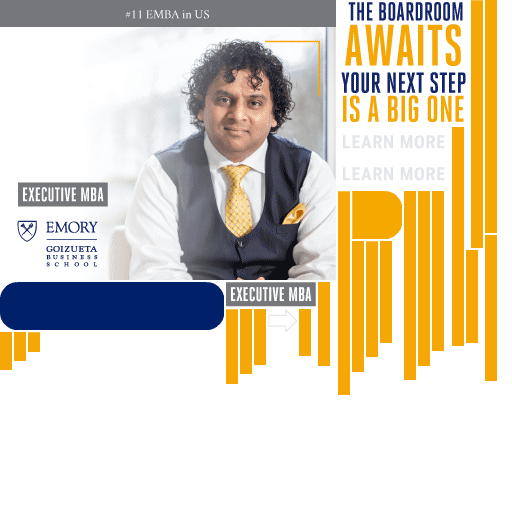 #11 EMBA in US
THE BOARDROOM
AWAITS
YOUR NEXT STEP
IS A BIG ONE
LEARN MORE
LEARN MORE
EXECUTIVE MBA
EMORY
GOIZUETA
BUSINESS
SCHOOL
EXECUTIVE MBA